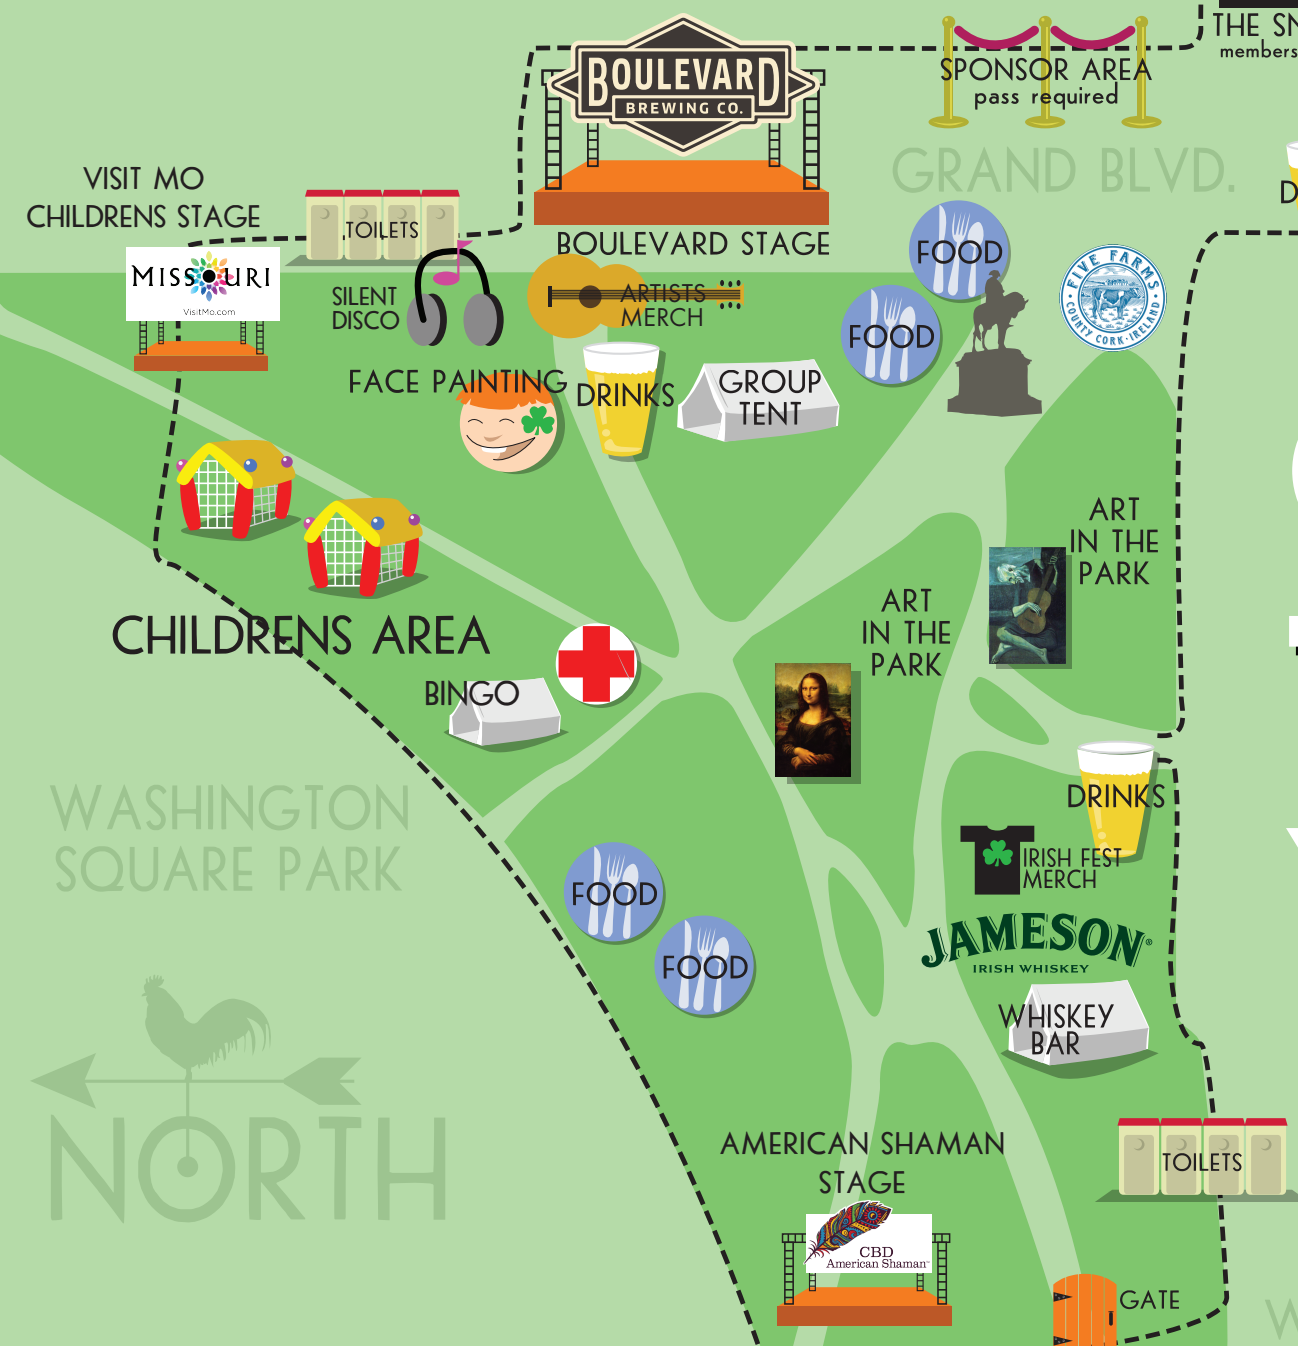 BOULEVARD
BREWING CO.
THE SN
members
SPONSOR AREA
pass required
GRAND BLVD.
VISIT MO
CHILDRENS STAGE
TOILETS
BOULEVARD STAGE
FOOD
MISSOURI
VisitMo.com
SILENT
DISCO
ARTISTS
MERCH
FIVE FARMS
COUNTY CORK · IRELAND
FOOD
FACE PAINTING
DRINKS
GROUP
TENT
ART
IN THE
PARK
ART
IN THE
PARK
CHILDRENS AREA
BINGO
WASHINGTON
SQUARE PARK
DRINKS
IRISH FEST
MERCH
FOOD
FOOD
JAMESON®
IRISH WHISKEY
WHISKEY
BAR
NORTH
AMERICAN SHAMAN
STAGE
TOILETS
CBD
American Shaman
GATE
W
D